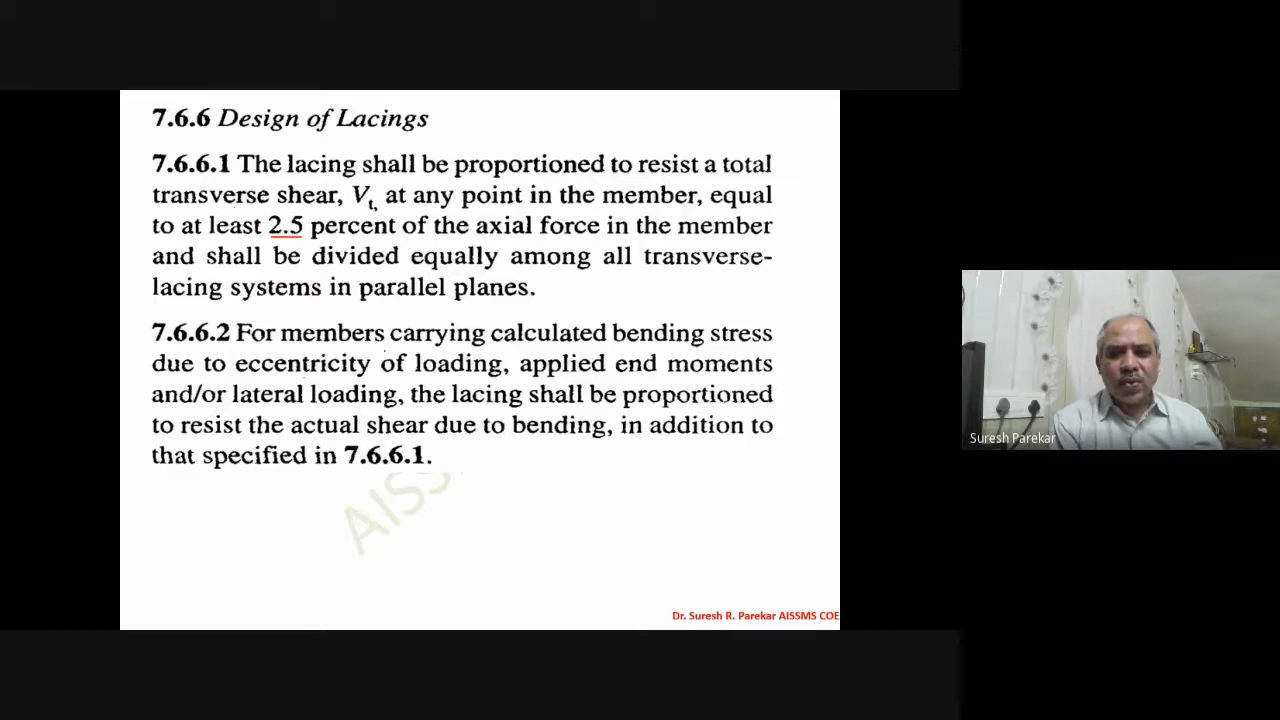 7.6.6 Design of Lacings
7.6.6.1 The lacing shall be proportioned to resist a total
transverse shear, Vt, at any point in the member, equal
to at least 2.5 percent of the axial force in the member
and shall be divided equally among all transverse-
lacing systems in parallel planes.
7.6.6.2 For members carrying calculated bending stress
due to eccentricity of loading, applied end moments
and/or lateral loading, the lacing shall be proportioned
to resist the actual shear due to bending, in addition to
that specified in 7.6.6.1.
AISS
Dr. Suresh R. Parekar AISSMS COE
Suresh Parekar